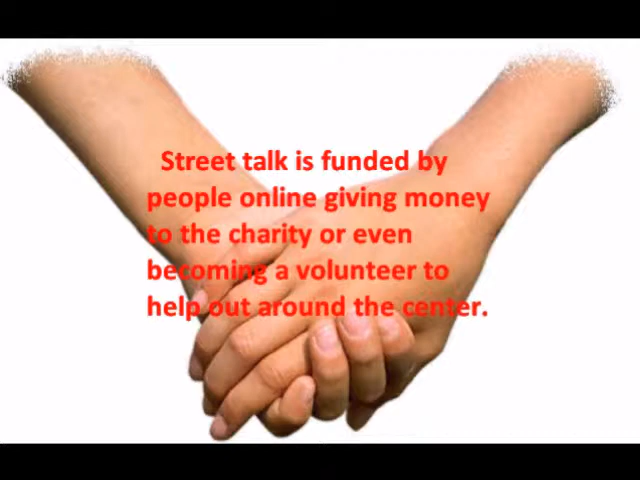 Street talk is funded by
people online giving money
to the charity or even
becoming a volunteer to
help out around the center.